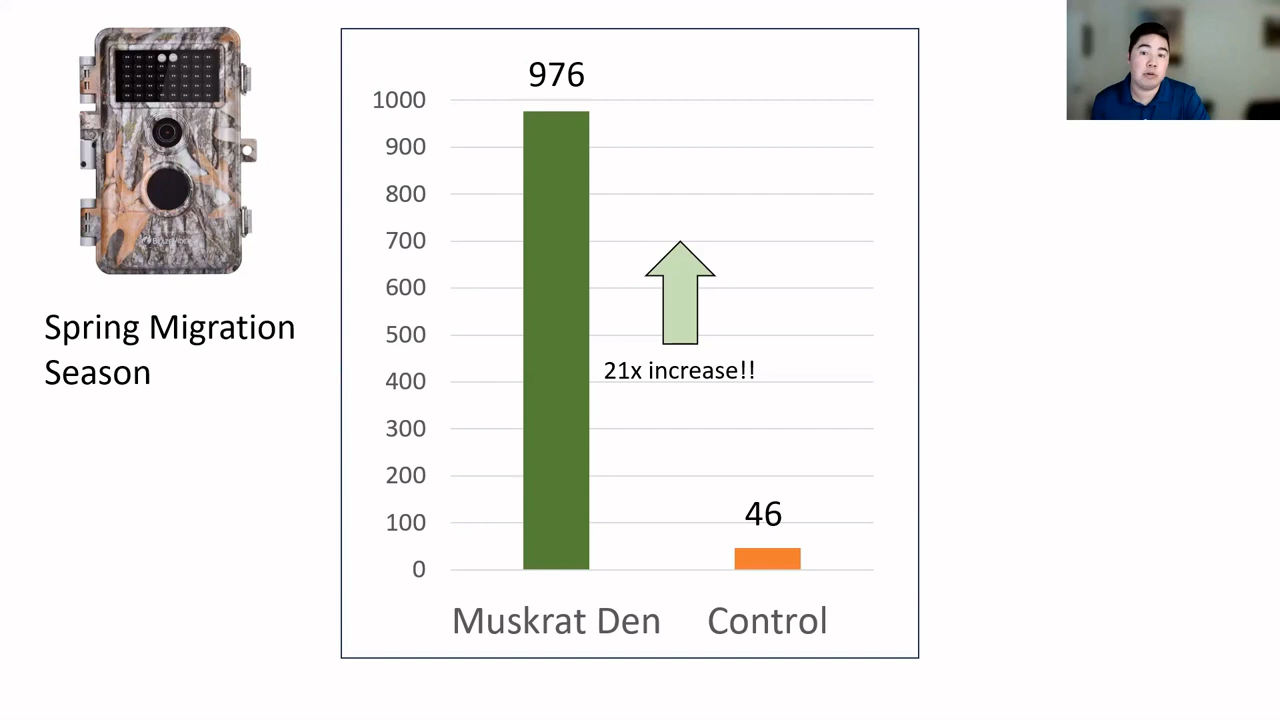 Spring Migration
Season
976
1000
900
800
700
600
500
400
300
200
100
0
21x increase!!
46
Muskrat Den
Control